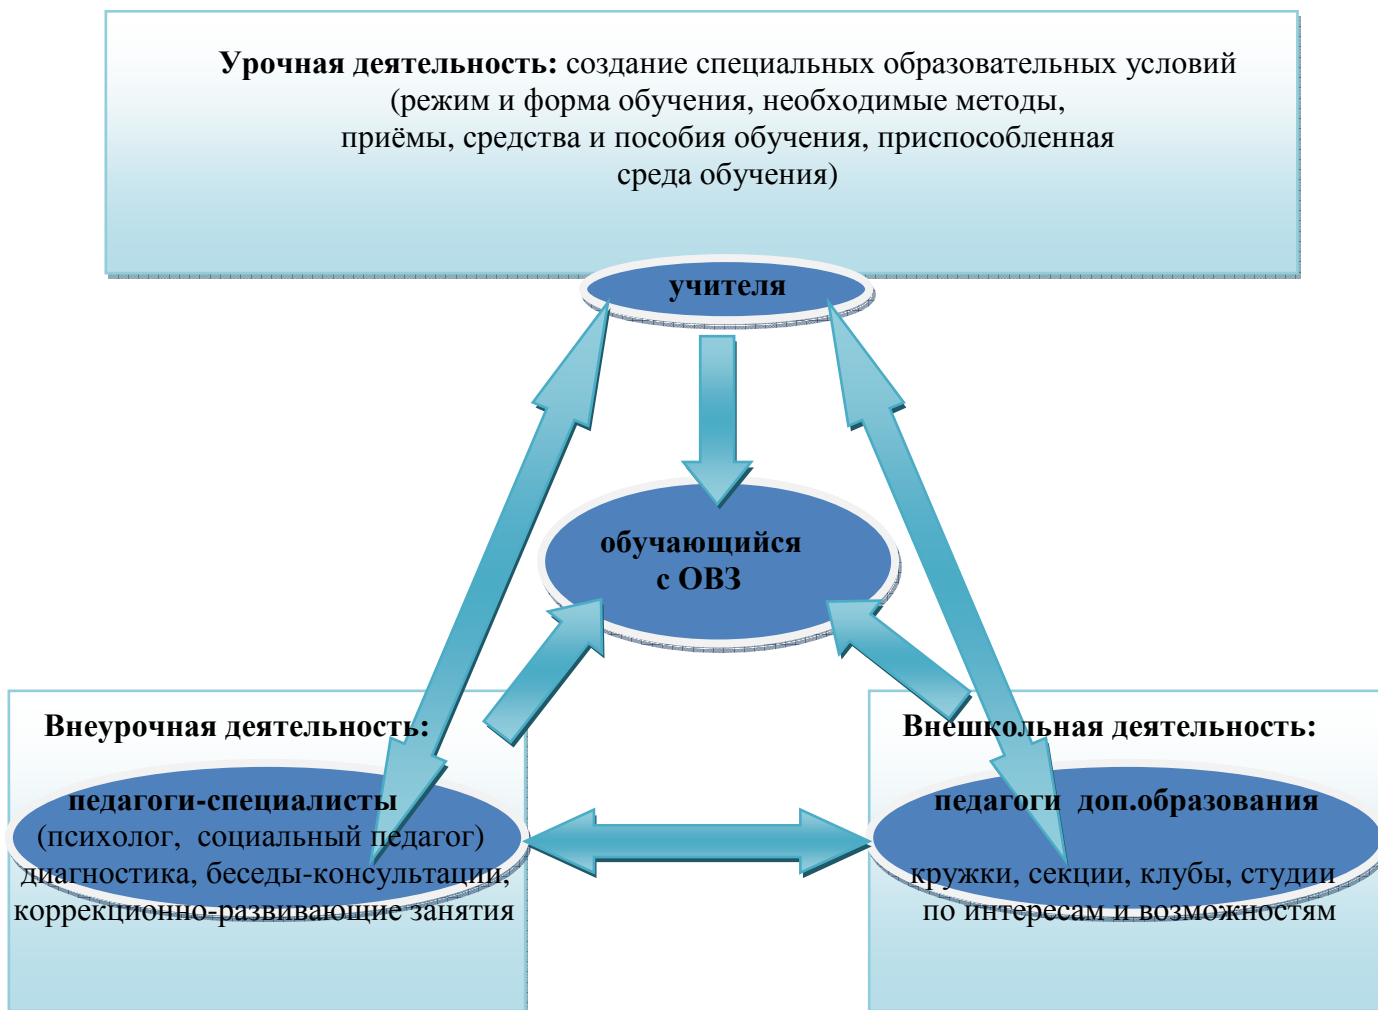 Урочная деятельность: создание специальных образовательных условий
(режим и форма обучения, необходимые методы,
приёмы, средства и пособия обучения, приспособленная
среда обучения)
учителя
обучающийся
с ОВЗ
Внеурочная деятельность:
педагоги-специалисты
(психолог, социальный педагог)
диагностика, беседы-консультации,
коррекционно-развивающие занятия
Внешкольная деятельность:
педагоги доп.образования
кружки, секции, клубы, студии
по интересам и возможностям